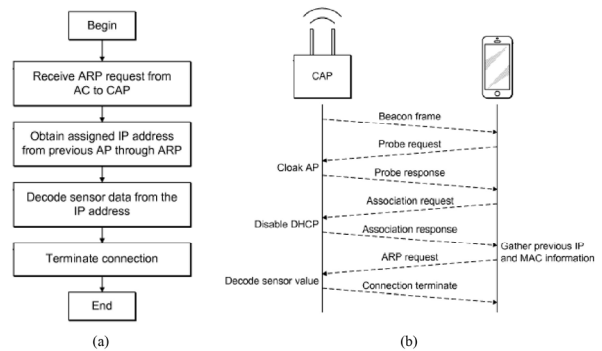 Begin
Receive ARP request from
AC to CAP
Obtain assigned IP address
from previous AP through ARP
Decode sensor data from the
IP address
Terminate connection
End
(a)
CAP
Beacon frame
Probe request
Cloak AP
Probe response
Association request
Disable DHCP
Association response
Gather previous IP
and MAC information
ARP request
Decode sensor value
Connection terminate
(b)